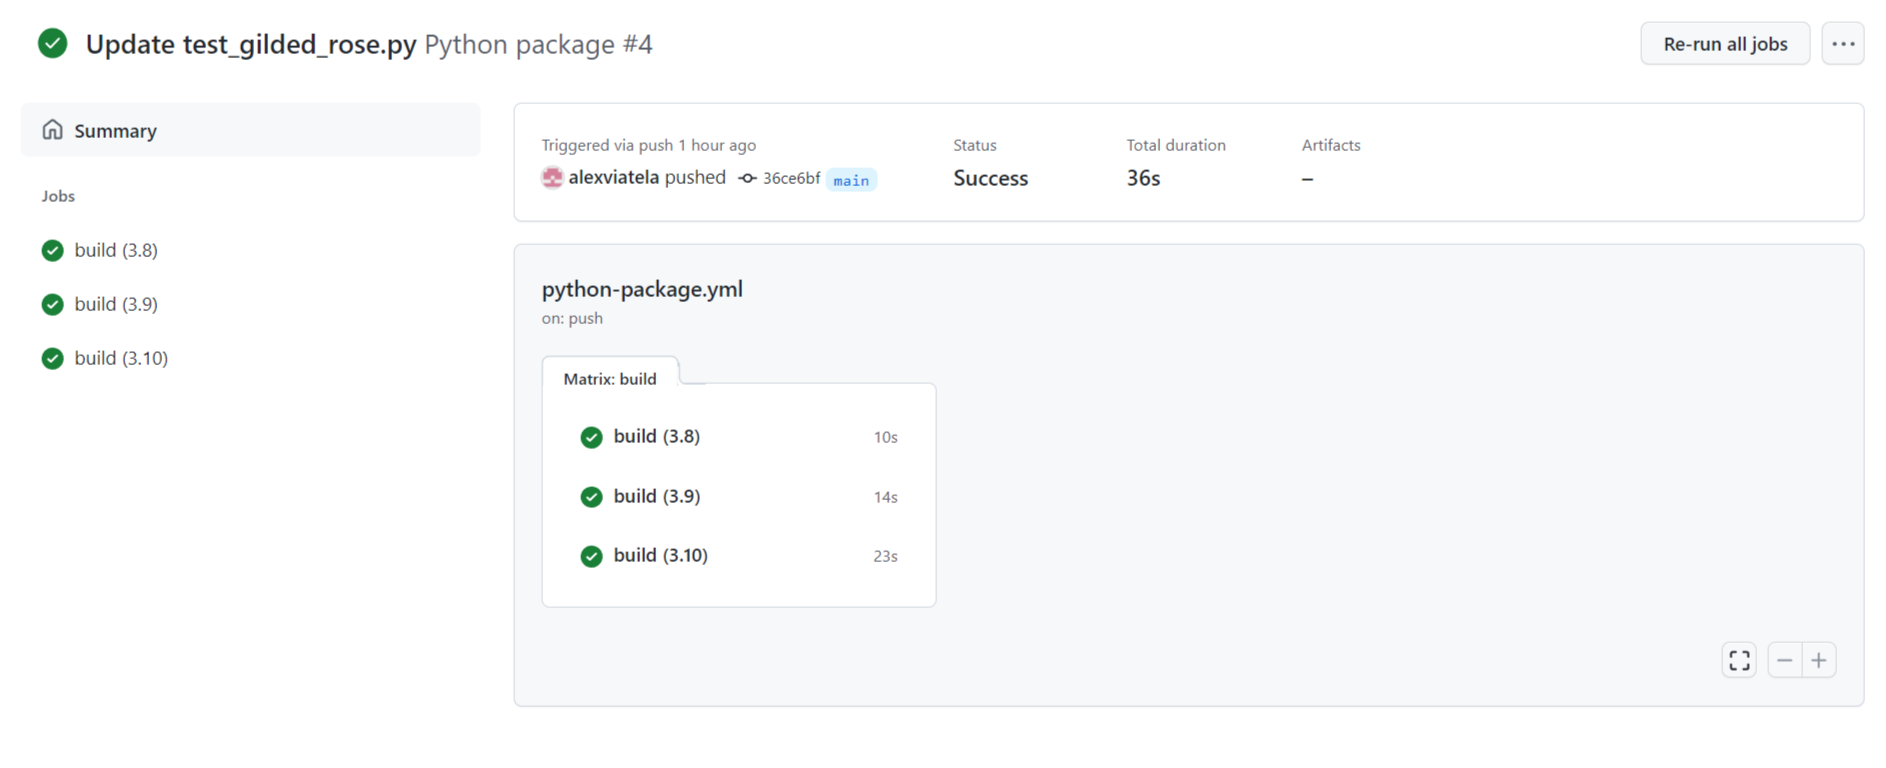 Update test_gilded_rose.py Python package #4
Re-run all jobs
Summary
Jobs
build (3.8)
build (3.9)
build (3.10)
Triggered via push 1 hour ago
alexviatela pushed 36ce6bf main
Status
Success
Total duration
36s
Artifacts
–
python-package.yml
on: push
Matrix: build
build (3.8) 10s
build (3.9) 14s
build (3.10) 23s